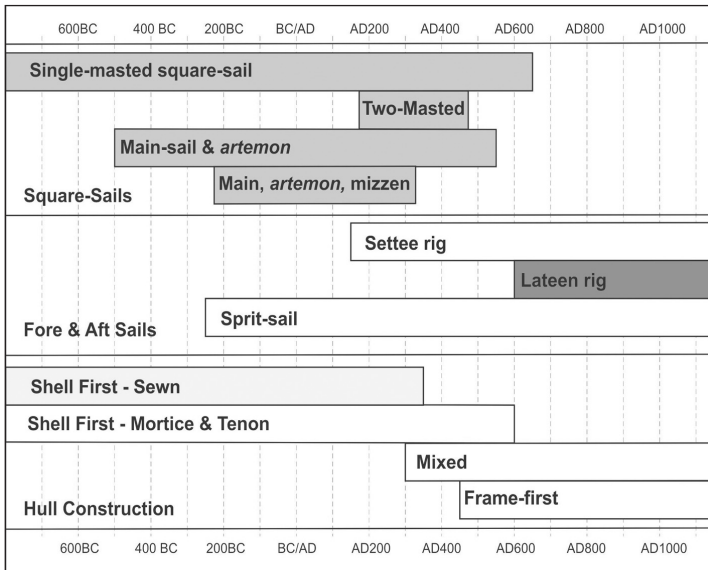 600BC 400 BC 200BC BC/AD AD200 AD400 AD600 AD800 AD1000
Single-masted square-sail
Two-Masted
Main-sail & artemon
Main, artemon, mizzen
Square-Sails
Settee rig
Lateen rig
Sprit-sail
Fore & Aft Sails
Shell First - Sewn
Shell First - Mortice & Tenon
Mixed
Frame-first
Hull Construction
600BC 400 BC 200BC BC/AD AD200 AD400 AD600 AD800 AD1000